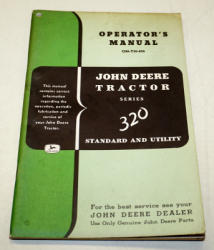 OPERATOR'S
MANUAL
JOHN DEERE
TRACTOR
SERIES
320
STANDARD AND UTILITY
This manual
contains correct
information
regarding the
operation, periodic
lubrication and
service of
your John Deere
Tractor.
For the best service see your
JOHN DEERE DEALER
Use Only Genuine John Deere Parts